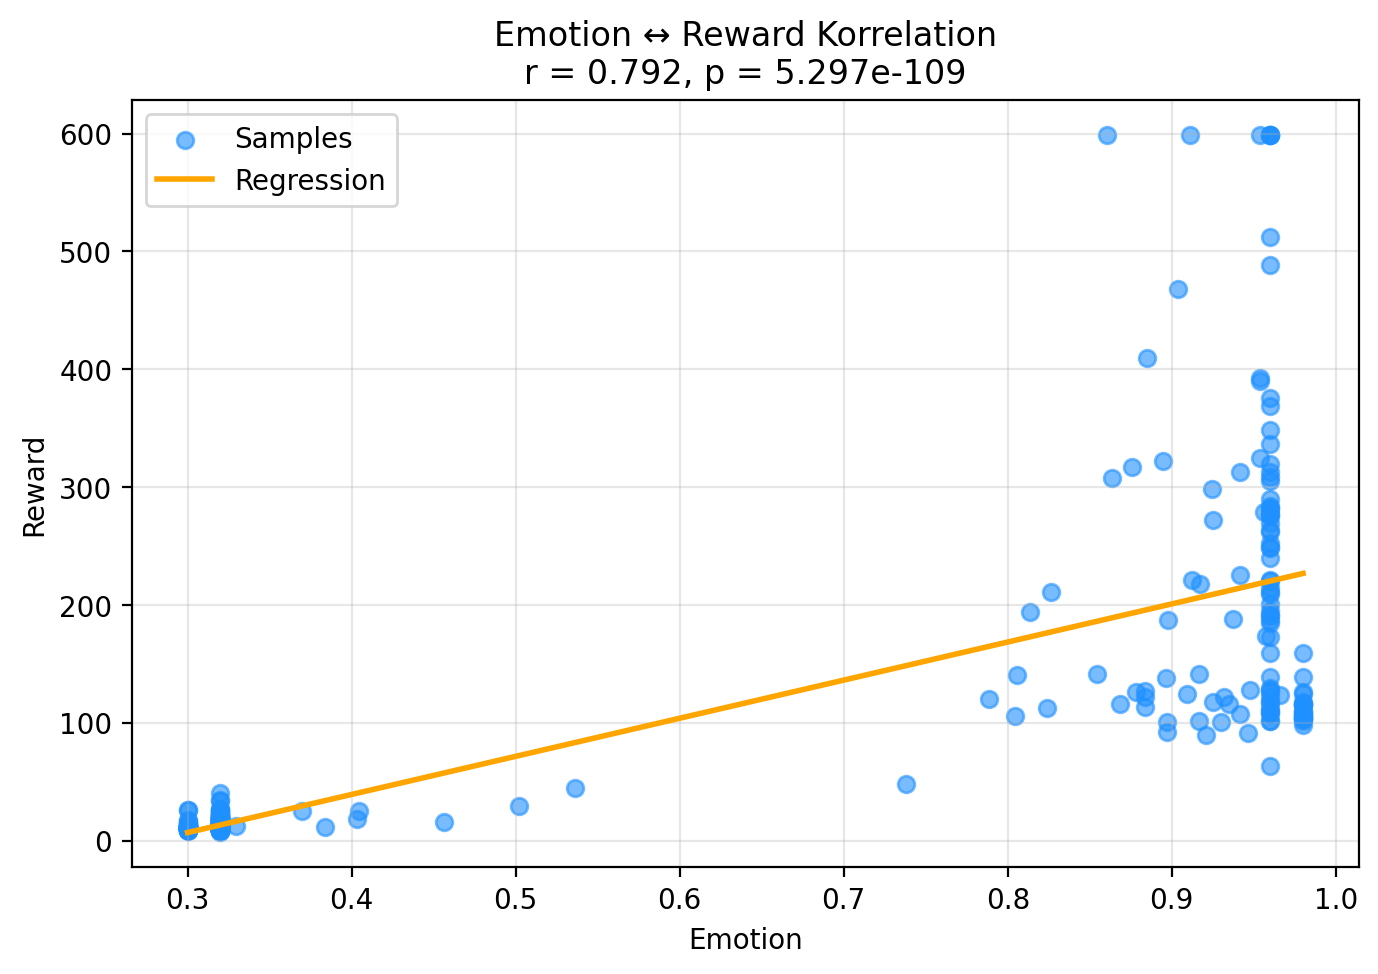 Emotion ↔ Reward Korrelation
r = 0.792, p = 5.297e-109
Samples
Regression
600
500
400
300
200
100
0
Reward
0.3 0.4 0.5 0.6 0.7 0.8 0.9 1.0
Emotion